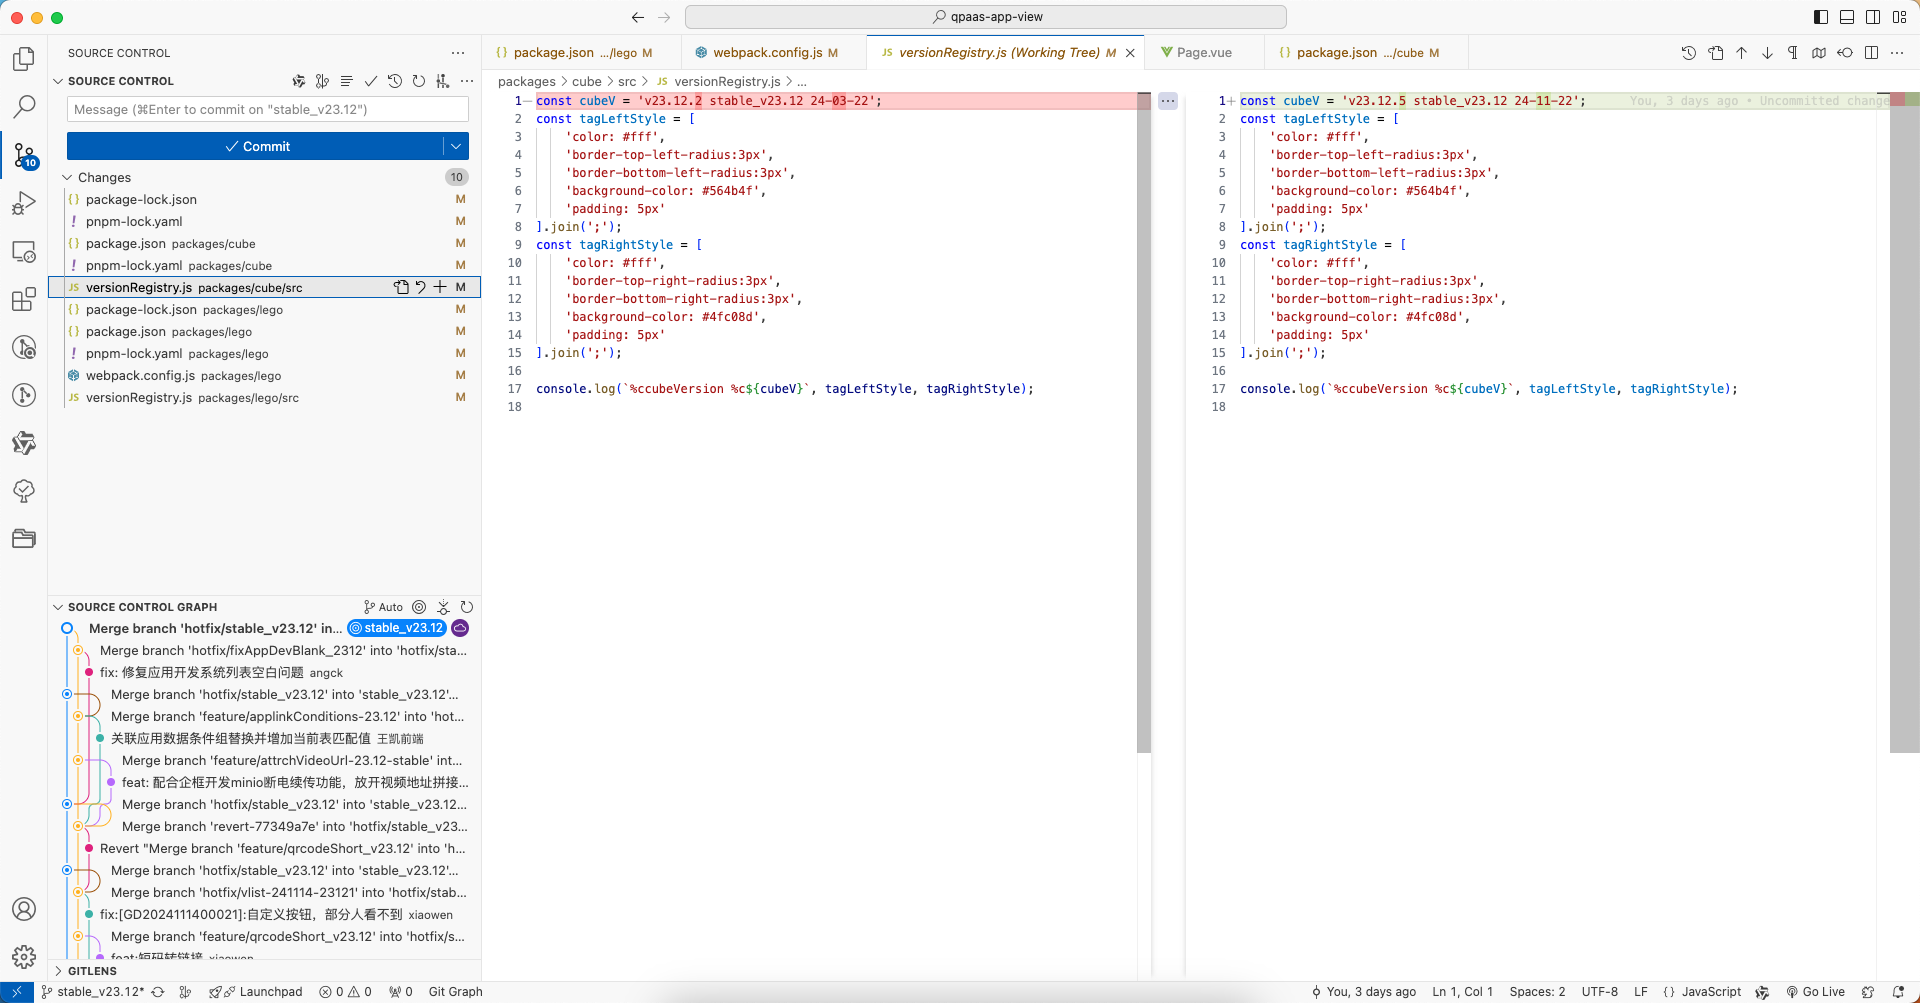 qpaas-app-view
SOURCE CONTROL
SOURCE CONTROL
Message (⌘Enter to commit on "stable_v23.12")
Commit
Changes 10
package-lock.json M
pnpm-lock.yaml M
package.json packages/cube M
pnpm-lock.yaml packages/cube M
versionRegistry.js packages/cube/src M
package-lock.json packages/lego M
package.json packages/lego M
pnpm-lock.yaml packages/lego M
webpack.config.js packages/lego M
versionRegistry.js packages/lego/src M
10
SOURCE CONTROL GRAPH Auto
Merge branch 'hotfix/stable_v23.12' in... stable_v23.12
Merge branch 'hotfix/fixAppDevBlank_2312' into 'hotfix/sta...
fix: 修复应用开发系统列表空白问题 angck
Merge branch 'hotfix/stable_v23.12' into 'stable_v23.12'...
Merge branch 'feature/applinkConditions-23.12' into 'hot...
关联应用数据条件组替换并增加当前表匹配值 王凯前端
Merge branch 'feature/attrchVideoUrl-23.12-stable' int...
feat: 配合企框开发minio断电续传功能，放开视频地址拼接...
Merge branch 'hotfix/stable_v23.12' into 'stable_v23.12...
Merge branch 'revert-77349a7e' into 'hotfix/stable_v23...
Revert "Merge branch 'feature/qrcodeShort_v23.12' into 'h...
Merge branch 'hotfix/stable_v23.12' into 'stable_v23.12'...
Merge branch 'hotfix/vlist-241114-23121' into 'hotfix/stab...
fix:[GD2024111400021]:自定义按钮，部分人看不到 xiaowen
Merge branch 'feature/qrcodeShort_v23.12' into 'hotfix/s...
feat:短码转链接 xiaowen
GITLENS
package.json .../lego M
webpack.config.js M
JS versionRegistry.js (Working Tree) M
Page.vue
package.json .../cube M
packages > cube > src > JS versionRegistry.js > ...
1 const cubeV = 'v23.12.2 stable_v23.12 24-03-22';
2 const tagLeftStyle = [
3 'color: #fff',
4 'border-top-left-radius:3px',
5 'border-bottom-left-radius:3px',
6 'background-color: #564b4f',
7 'padding: 5px'
8 ].join(';');
9 const tagRightStyle = [
10 'color: #fff',
11 'border-top-right-radius:3px',
12 'border-bottom-right-radius:3px',
13 'background-color: #4fc08d',
14 'padding: 5px'
15 ].join(';');
16
17 console.log(`%ccubeVersion %c${cubeV}`, tagLeftStyle, tagRightStyle);
18
1 + const cubeV = 'v23.12.5 stable_v23.12 24-11-22'; You, 3 days ago • Uncommitted change
2 const tagLeftStyle = [
3 'color: #fff',
4 'border-top-left-radius:3px',
5 'border-bottom-left-radius:3px',
6 'background-color: #564b4f',
7 'padding: 5px'
8 ].join(';');
9 const tagRightStyle = [
10 'color: #fff',
11 'border-top-right-radius:3px',
12 'border-bottom-right-radius:3px',
13 'background-color: #4fc08d',
14 'padding: 5px'
15 ].join(';');
16
17 console.log(`%ccubeVersion %c${cubeV}`, tagLeftStyle, tagRightStyle);
18
stable_v23.12* Launchpad 0 0 0 Git Graph You, 3 days ago Ln 1, Col 1 Spaces: 2 UTF-8 LF {} JavaScript Go Live